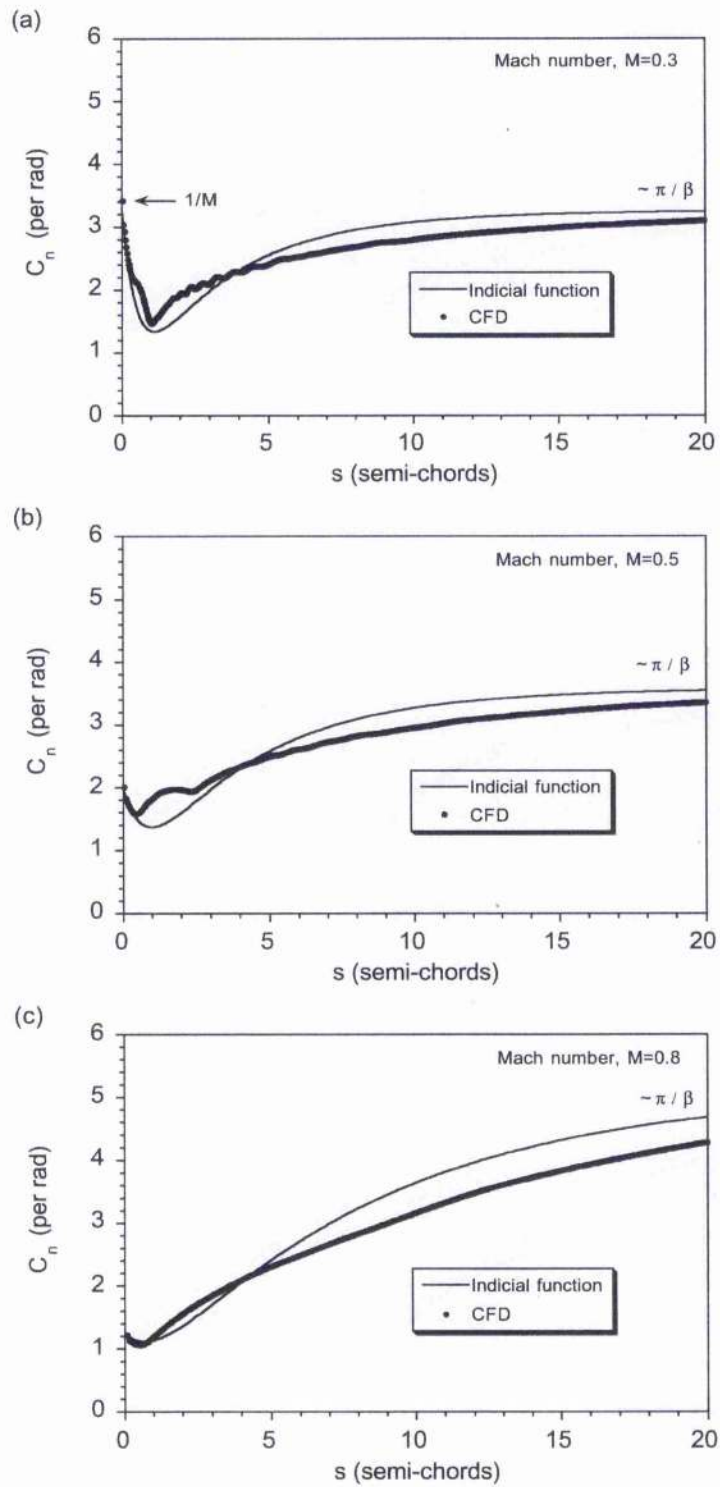 (a)
6
Mach number, M=0.3
5
4
1/M
~ π / β
3
2
Indicial function
CFD
1
0
C_n (per rad)
0 5 10 15 20
s (semi-chords)
(b)
6
Mach number, M=0.5
5
4
~ π / β
3
2
Indicial function
CFD
1
0
C_n (per rad)
0 5 10 15 20
s (semi-chords)
(c)
6
Mach number, M=0.8
5
~ π / β
4
3
2
Indicial function
CFD
1
0
C_n (per rad)
0 5 10 15 20
s (semi-chords)